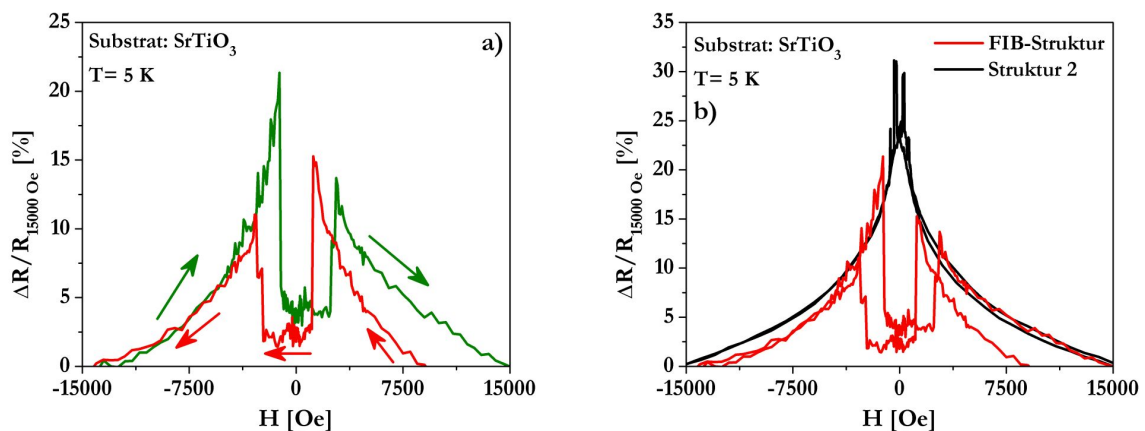 25
20
15
10
5
0
ΔR/R15000 Oe [%]
Substrat: SrTiO3
T= 5 K
a)
-15000 -7500 0 7500 15000
H [Oe]
35
30
25
20
15
10
5
0
ΔR/R15000 Oe [%]
Substrat: SrTiO3
T= 5 K
b)
FIB-Struktur
Struktur 2
-15000 -7500 0 7500 15000
H [Oe]